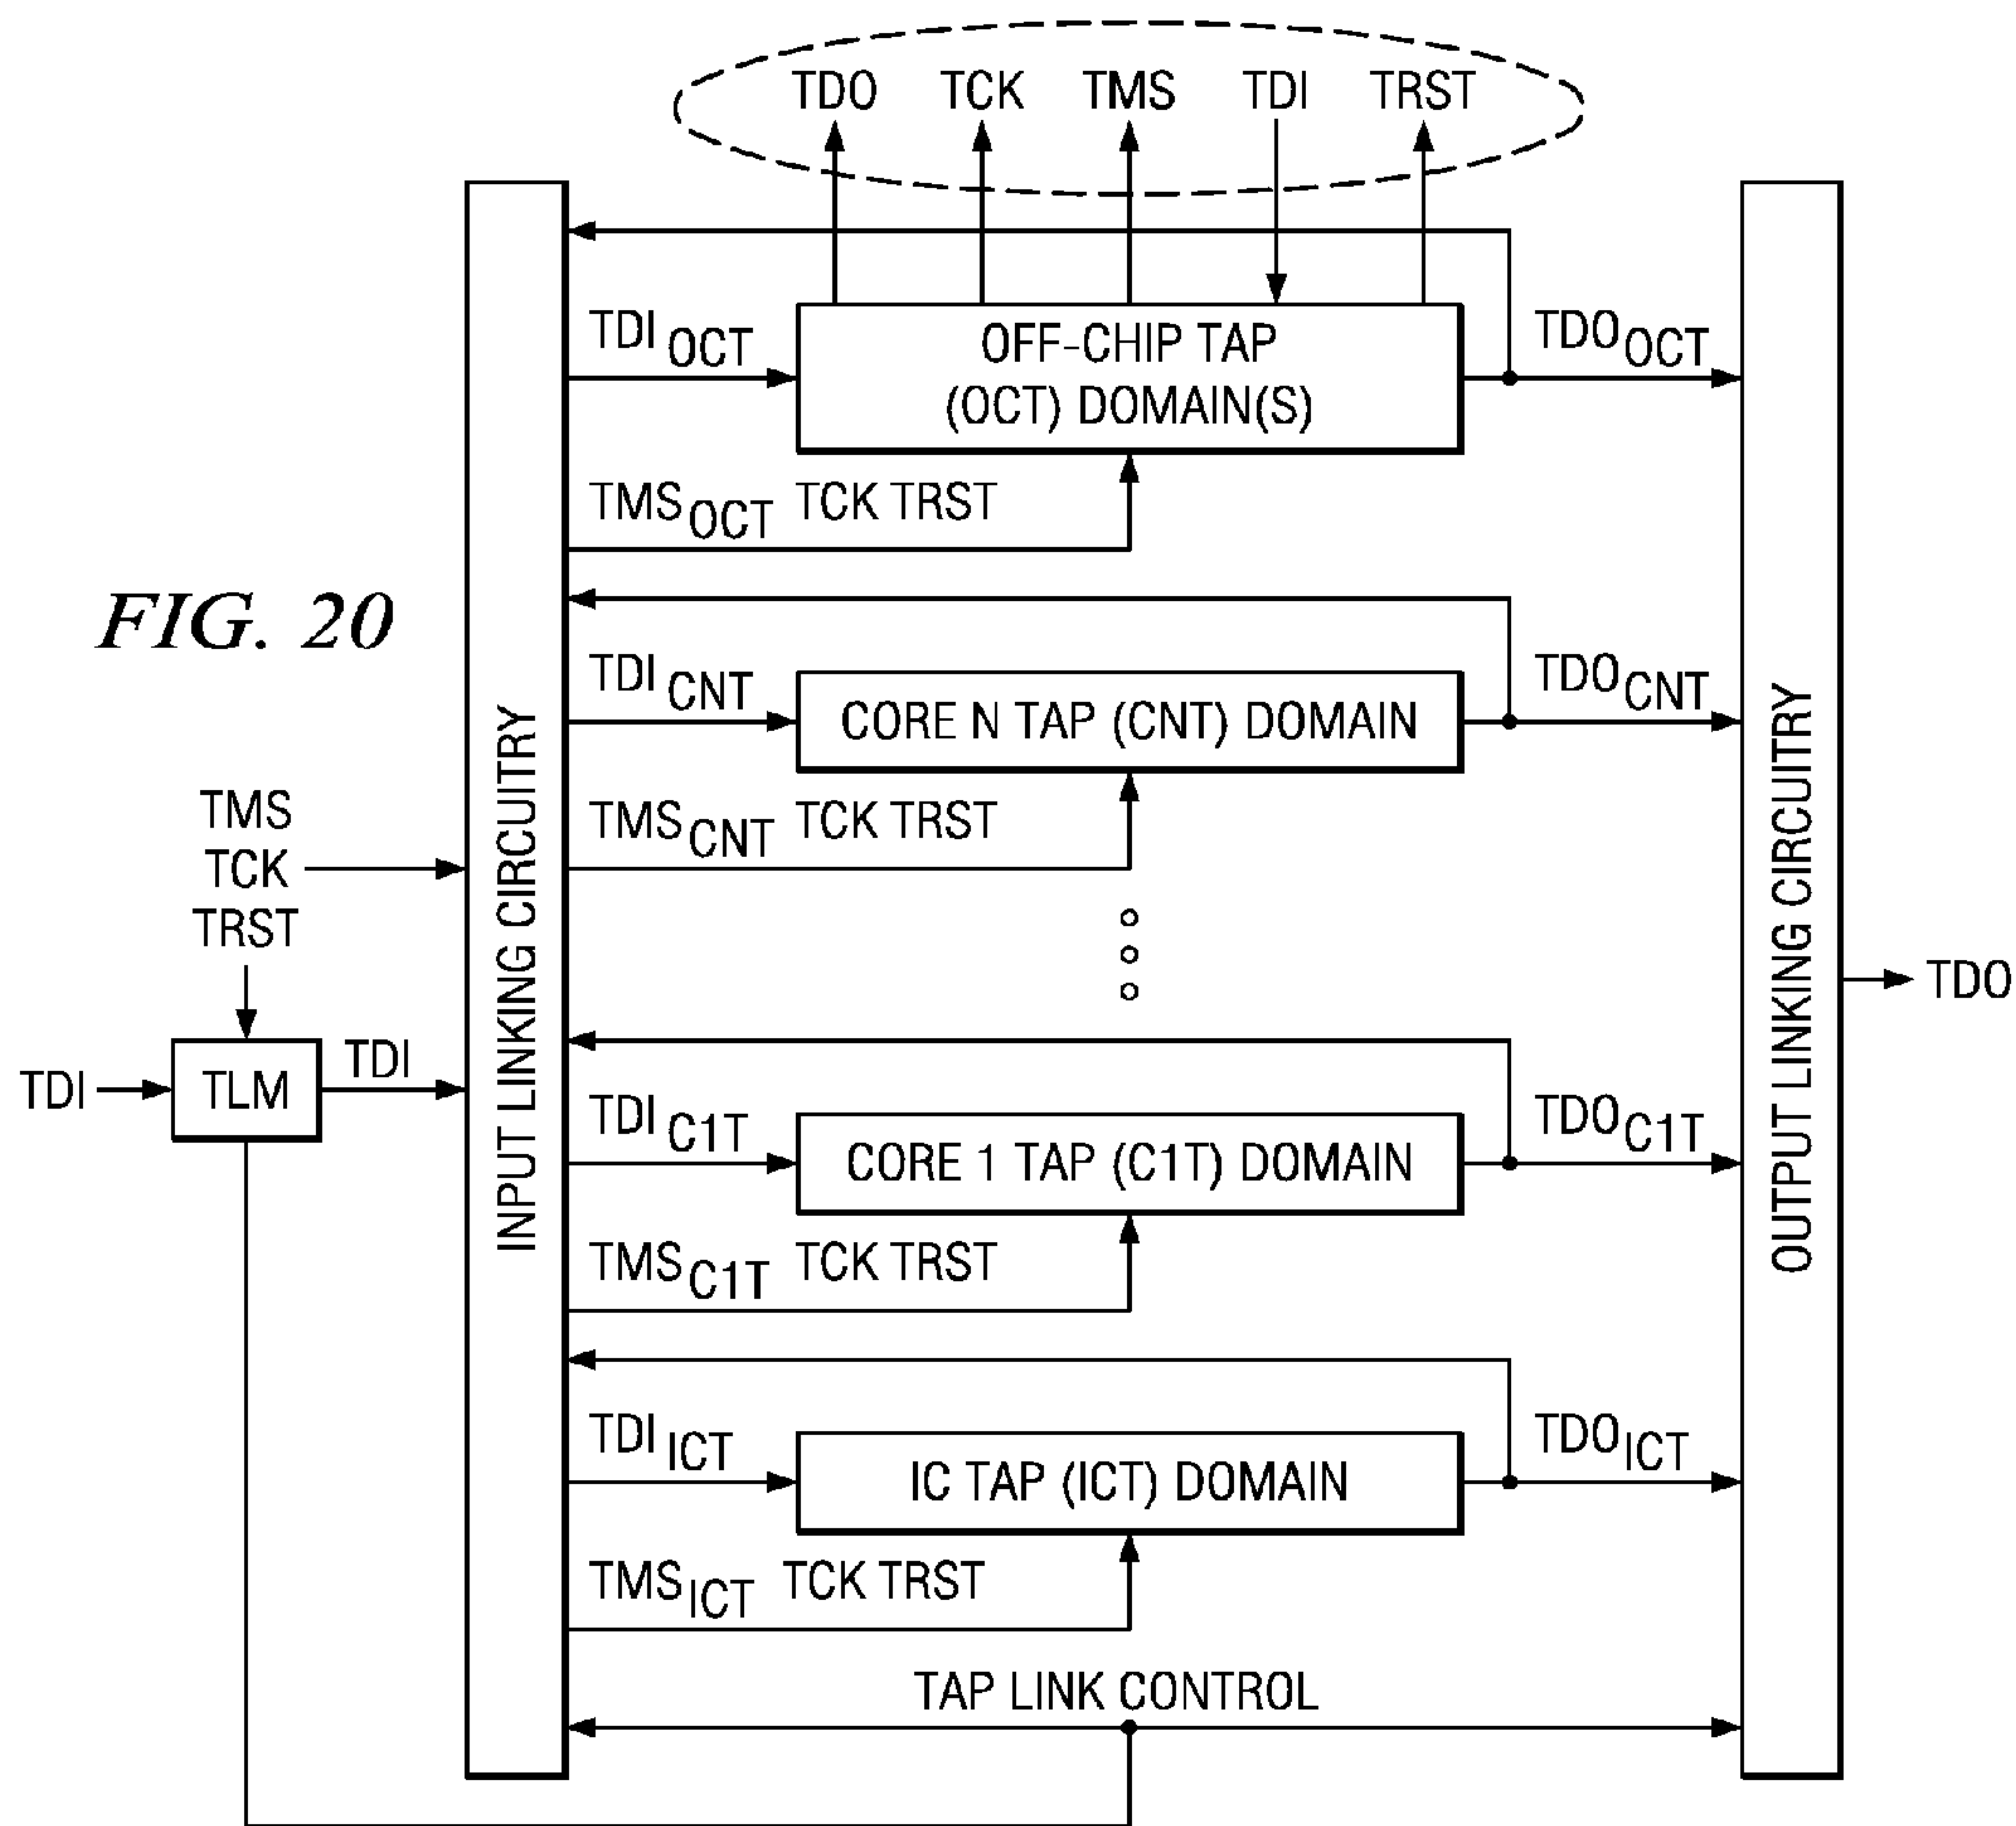 TDO TCK TMS TDI TRST
TDI OCT
OFF-CHIP TAP
(OCT) DOMAIN(S)
TDO OCT
TMS OCT TCK TRST
FIG. 20
TDI CNT
CORE N TAP (CNT) DOMAIN
TDO CNT
TMS CNT TCK TRST
TMS
TCK
TRST
INPUT LINKING CIRCUITRY
OUTPUT LINKING CIRCUITRY
TDO
TDI
TLM
TDI
TDI C1T
CORE 1 TAP (C1T) DOMAIN
TDO C1T
TMS C1T TCK TRST
TDI ICT
IC TAP (ICT) DOMAIN
TDO ICT
TMS ICT TCK TRST
TAP LINK CONTROL